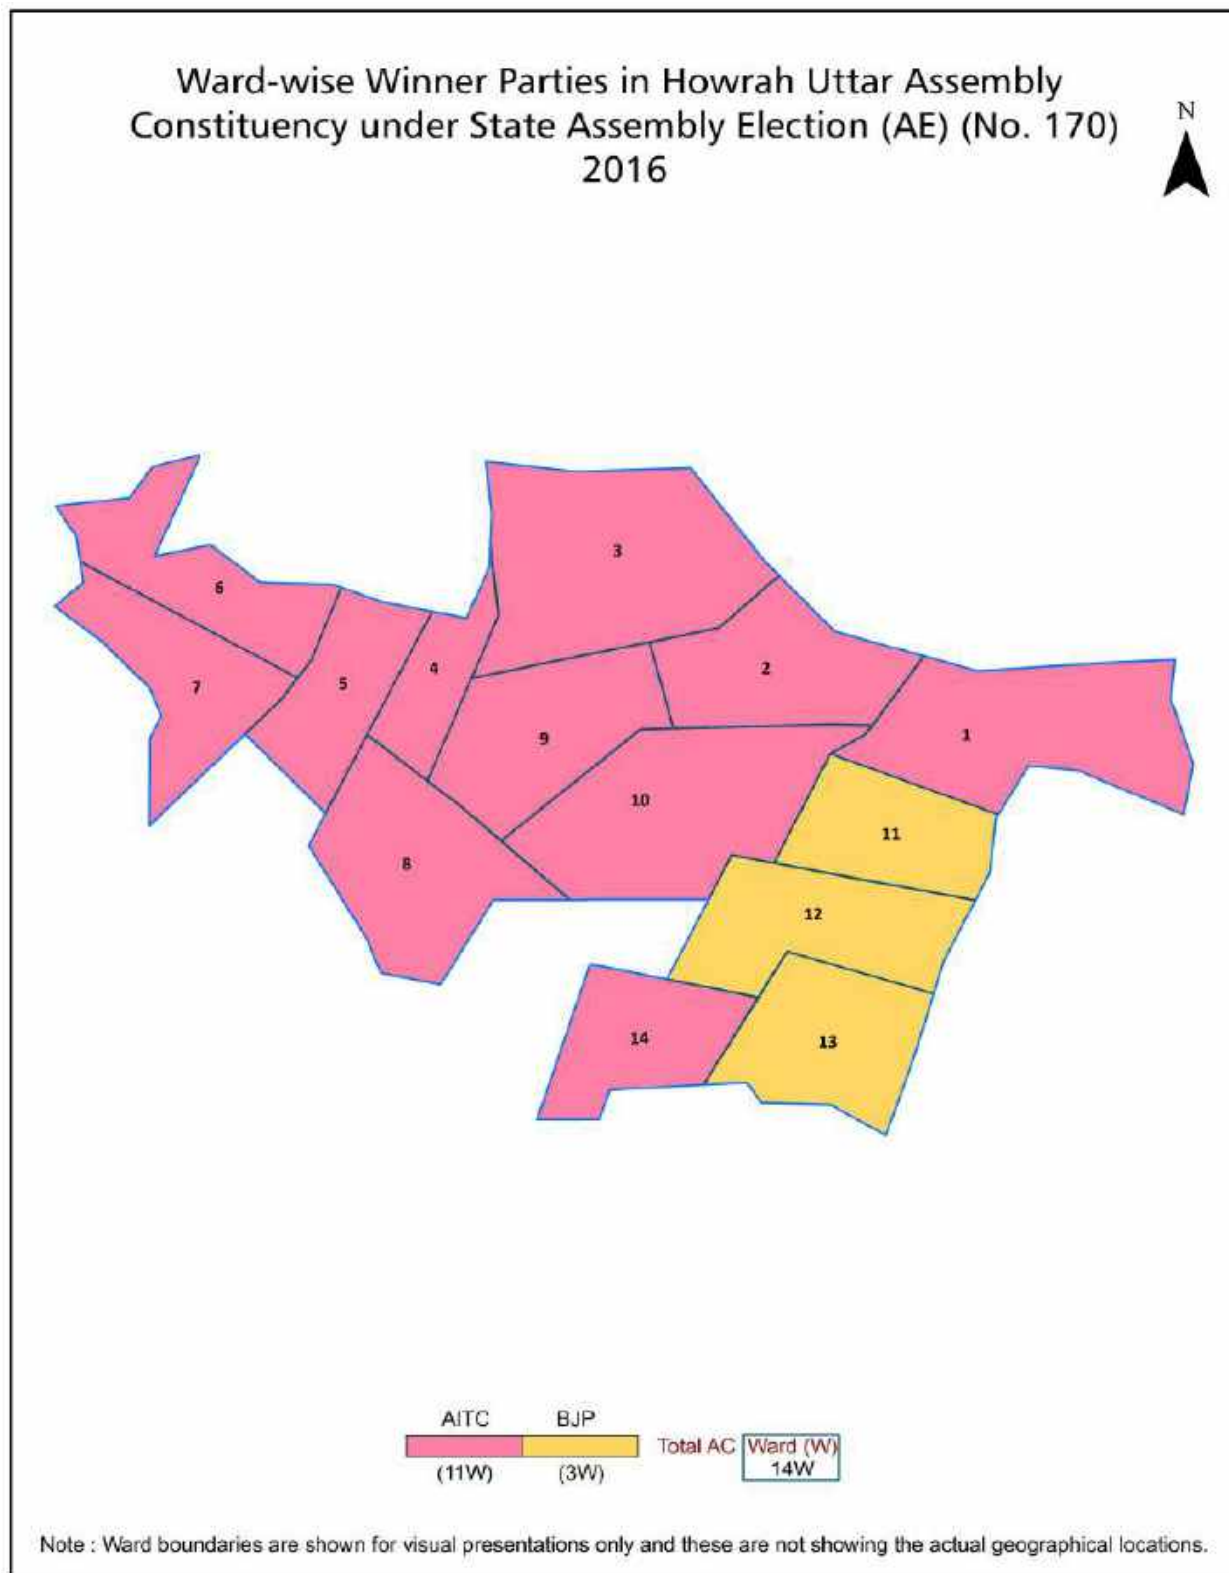 Ward-wise Winner Parties in Howrah Uttar Assembly
Constituency under State Assembly Election (AE) (No. 170)
2016
N
3
6
4
2
7
5
1
9
10
11
8
12
14
13
AITC BJP
Total AC Ward (W)
(11W) (3W) 14W
Note : Ward boundaries are shown for visual presentations only and these are not showing the actual geographical locations.